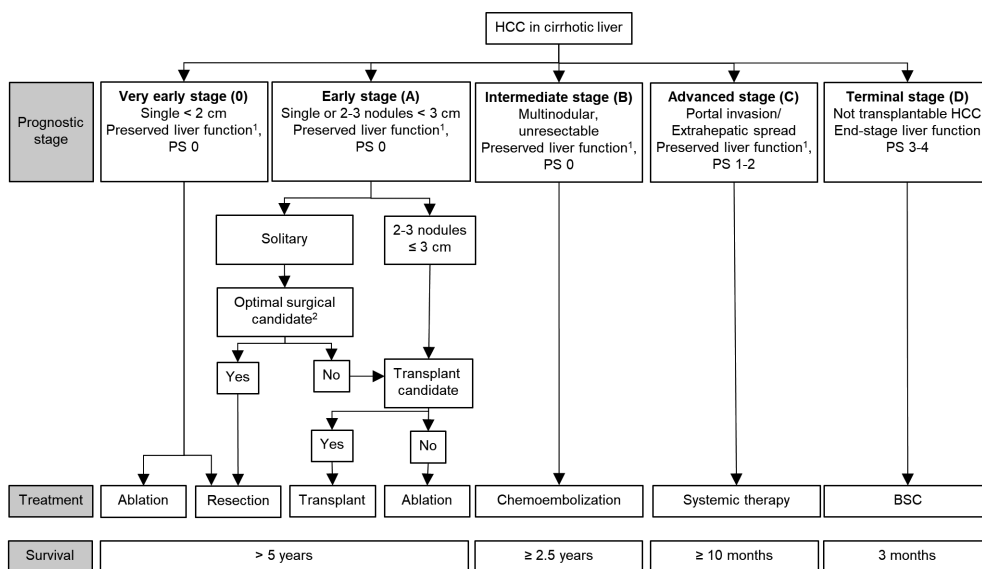 HCC in cirrhotic liver
Prognostic
stage
Very early stage (0)
Single < 2 cm
Preserved liver function¹,
PS 0
Early stage (A)
Single or 2-3 nodules < 3 cm
Preserved liver function¹,
PS 0
Intermediate stage (B)
Multinodular,
unresectable
Preserved liver function¹,
PS 0
Advanced stage (C)
Portal invasion/
Extrahepatic spread
Preserved liver function¹,
PS 1-2
Terminal stage (D)
Not transplantable HCC
End-stage liver function
PS 3-4
Solitary
2-3 nodules
≤ 3 cm
Optimal surgical
candidate²
Yes
No
Transplant
candidate
Yes
No
Treatment
Ablation
Resection
Transplant
Ablation
Chemoembolization
Systemic therapy
BSC
Survival
> 5 years
≥ 2.5 years
≥ 10 months
3 months